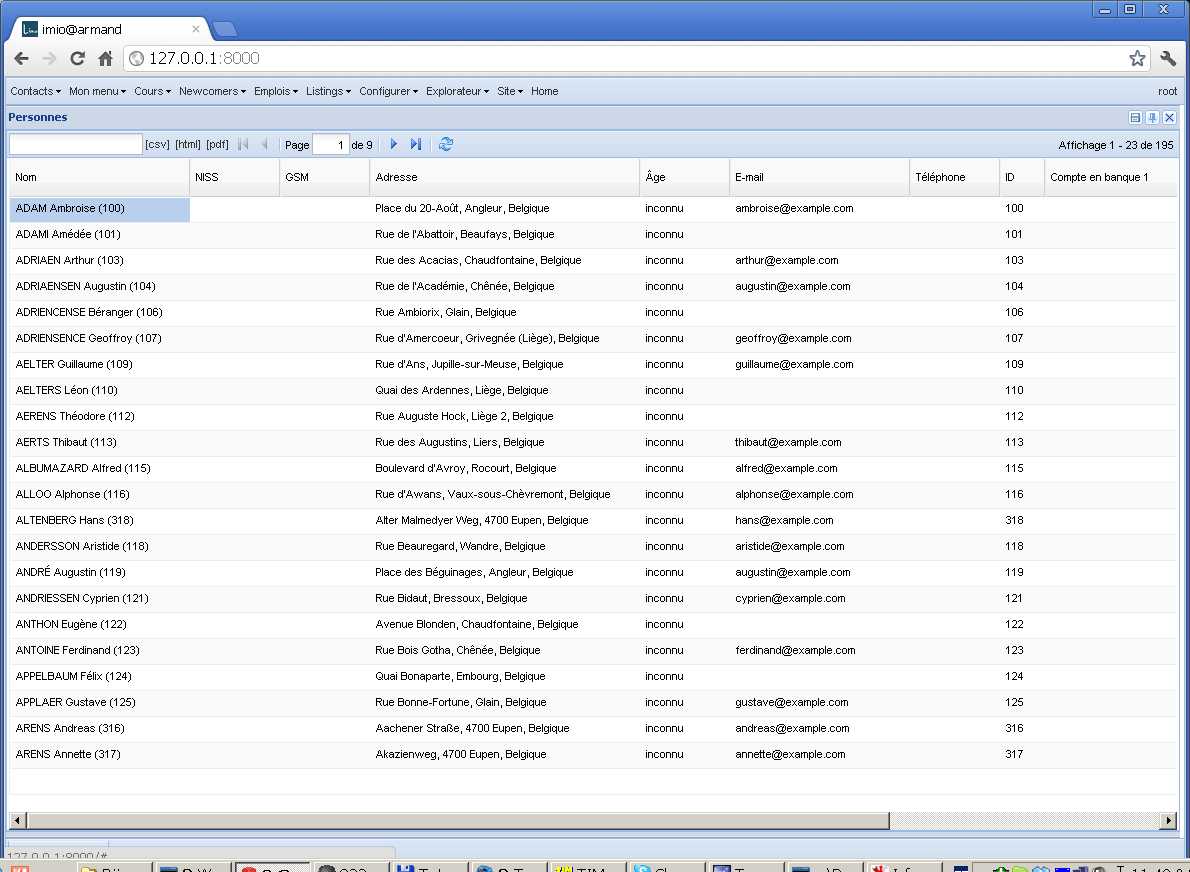 imio@armand
127.0.0.1:8000
Contacts Mon menu Cours Newcomers Emplois Listings Configurer Explorateur Site Home root
Personnes
[csv] [html] [pdf] Page 1 de 9 Affichage 1 - 23 de 195
Nom NISS GSM Adresse Âge E-mail Téléphone ID Compte en banque 1
ADAM Ambroise (100) Place du 20-Août, Angleur, Belgique inconnu ambroise@example.com 100
ADAMI Amédée (101) Rue de l'Abattoir, Beaufays, Belgique inconnu 101
ADRIAEN Arthur (103) Rue des Acacias, Chaudfontaine, Belgique inconnu arthur@example.com 103
ADRIAENSEN Augustin (104) Rue de l'Académie, Chênée, Belgique inconnu augustin@example.com 104
ADRIENCENSE Béranger (106) Rue Ambiorix, Glain, Belgique inconnu 106
ADRIENSENCE Geoffroy (107) Rue d'Amercoeur, Grivegnée (Liège), Belgique inconnu geoffroy@example.com 107
AELTER Guillaume (109) Rue d'Ans, Jupille-sur-Meuse, Belgique inconnu guillaume@example.com 109
AELTERS Léon (110) Quai des Ardennes, Liège, Belgique inconnu 110
AERENS Théodore (112) Rue Auguste Hock, Liège 2, Belgique inconnu 112
AERTS Thibaut (113) Rue des Augustins, Liers, Belgique inconnu thibaut@example.com 113
ALBUMAZARD Alfred (115) Boulevard d'Avroy, Rocourt, Belgique inconnu alfred@example.com 115
ALLOO Alphonse (116) Rue d'Awans, Vaux-sous-Chèvremont, Belgique inconnu alphonse@example.com 116
ALTENBERG Hans (318) Alter Malmedyer Weg, 4700 Eupen, Belgique inconnu hans@example.com 318
ANDERSSON Aristide (118) Rue Beauregard, Wandre, Belgique inconnu aristide@example.com 118
ANDRÉ Augustin (119) Place des Béguinages, Angleur, Belgique inconnu augustin@example.com 119
ANDRIESSEN Cyprien (121) Rue Bidaut, Bressoux, Belgique inconnu cyprien@example.com 121
ANTHON Eugène (122) Avenue Blonden, Chaudfontaine, Belgique inconnu 122
ANTOINE Ferdinand (123) Rue Bois Gotha, Chênée, Belgique inconnu ferdinand@example.com 123
APPELBAUM Félix (124) Quai Bonaparte, Embourg, Belgique inconnu 124
APPLAER Gustave (125) Rue Bonne-Fortune, Glain, Belgique inconnu gustave@example.com 125
ARENS Andreas (316) Aachener Straße, 4700 Eupen, Belgique inconnu andreas@example.com 316
ARENS Annette (317) Akazienweg, 4700 Eupen, Belgique inconnu annette@example.com 317
127.0.0.1:8000/#